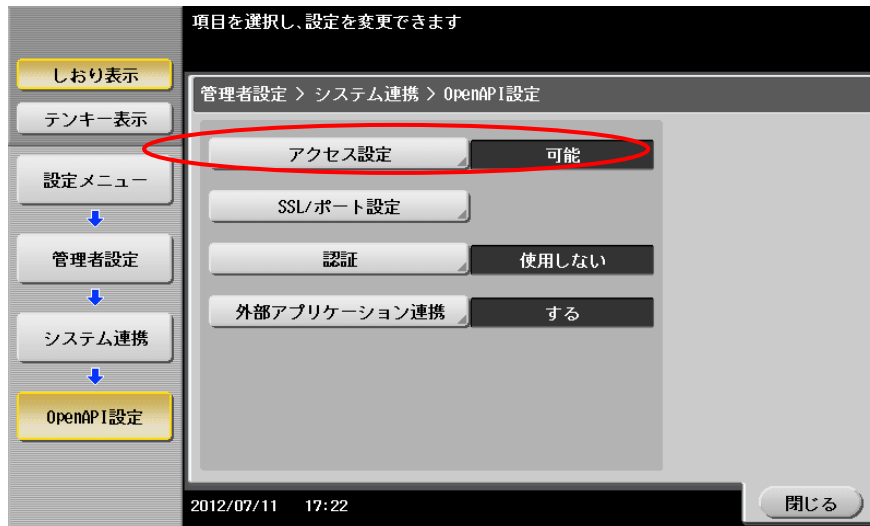 項目を選択し､設定を変更できます
しおり表示
テンキー表示
設定メニュー
管理者設定
システム連携
OpenAPI設定
管理者設定 > システム連携 > OpenAPI設定
アクセス設定 可能
SSL/ポート設定
認証 使用しない
外部アプリケーション連携 する
2012/07/11 17:22
閉じる